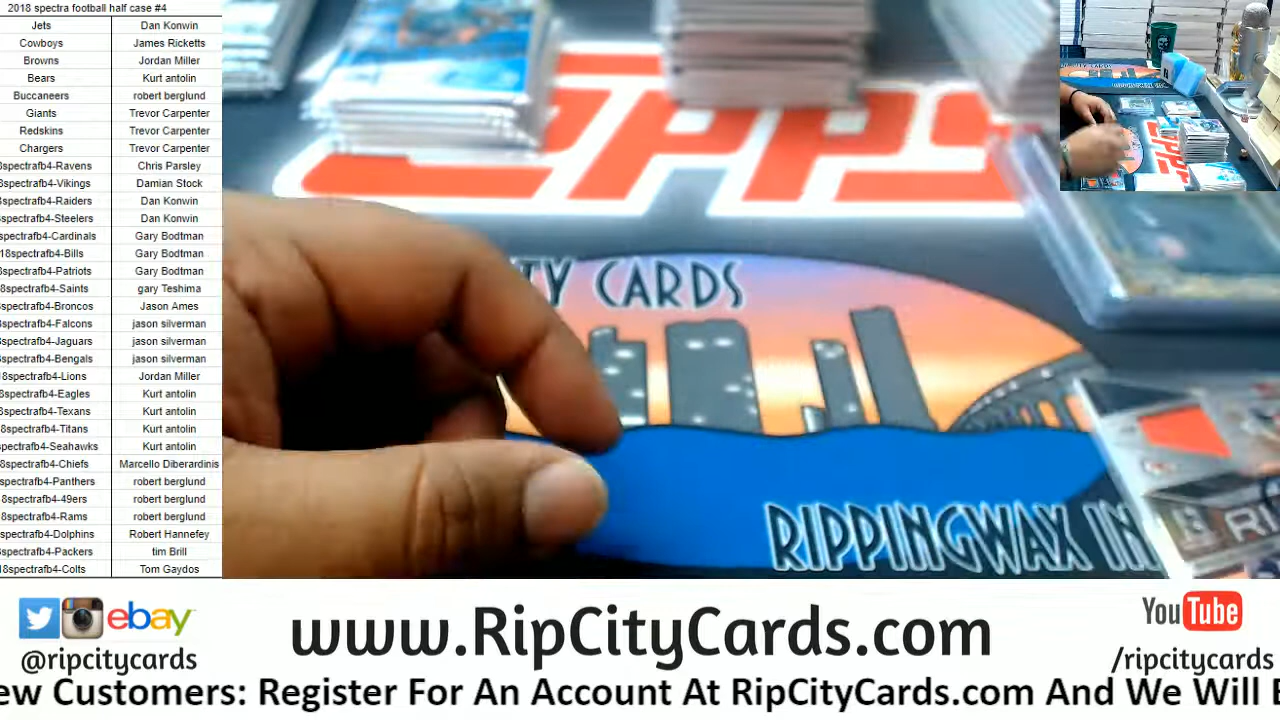 2018 spectra football half case #4
Jets Dan Konwin
Cowboys James Ricketts
Browns Jordan Miller
Bears Kurt antolin
Buccaneers robert berglund
Giants Trevor Carpenter
Redskins Trevor Carpenter
Chargers Trevor Carpenter
8spectrafb4-Ravens Chris Parsley
8spectrafb4-Vikings Damian Stock
8spectrafb4-Raiders Dan Konwin
8spectrafb4-Steelers Dan Konwin
spectrafb4-Cardinals Gary Bodtman
18spectrafb4-Bills Gary Bodtman
8spectrafb4-Patriots Gary Bodtman
8spectrafb4-Saints gary Teshima
8spectrafb4-Broncos Jason Ames
8spectrafb4-Falcons jason silverman
8spectrafb4-Jaguars jason silverman
8spectrafb4-Bengals jason silverman
18spectrafb4-Lions Jordan Miller
8spectrafb4-Eagles Kurt antolin
8spectrafb4-Texans Kurt antolin
8spectrafb4-Titans Kurt antolin
spectrafb4-Seahawks Kurt antolin
8spectrafb4-Chiefs Marcello Diberardinis
spectrafb4-Panthers robert berglund
8spectrafb4-49ers robert berglund
8spectrafb4-Rams robert berglund
spectrafb4-Dolphins Robert Hannefey
8spectrafb4-Packers tim Brill
18spectrafb4-Colts Tom Gaydos
ITY CARDS
RIPPINGWAX IN
ebay
@ripcitycards
www.RipCityCards.com
YouTube
/ripcitycards
ew Customers: Register For An Account At RipCityCards.com And We Will E